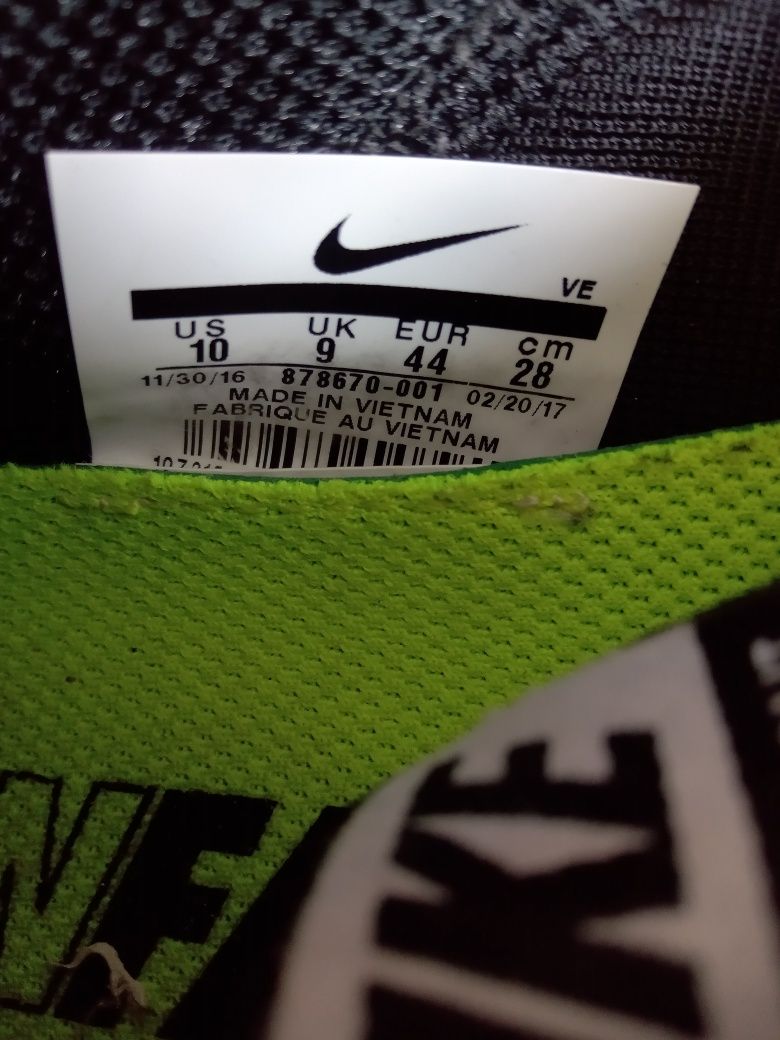 VE
US UK EUR cm
10 9 44 28
11/30/16 878670-001 02/20/17
MADE IN VIETNAM
FABRIQUE AU VIETNAM